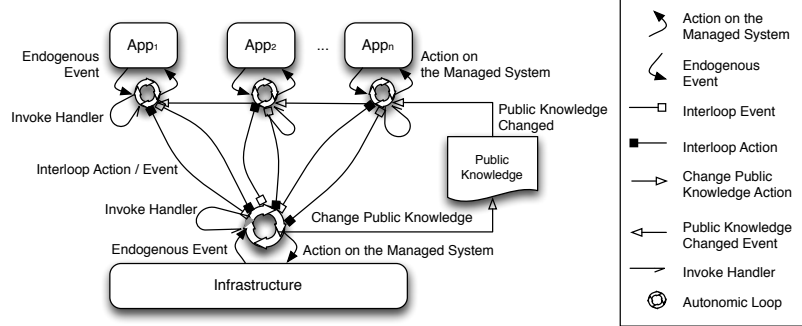 App1
App2
...
Appn
Endogenous
Event
Action on
the Managed System
Invoke Handler
Public Knowledge
Changed
Interloop Action / Event
Public
Knowledge
Invoke Handler
Change Public Knowledge
Endogenous Event
Action on the Managed System
Infrastructure
Action on the
Managed System
Endogenous
Event
Interloop Event
Interloop Action
Change Public
Knowledge Action
Public Knowledge
Changed Event
Invoke Handler
Autonomic Loop